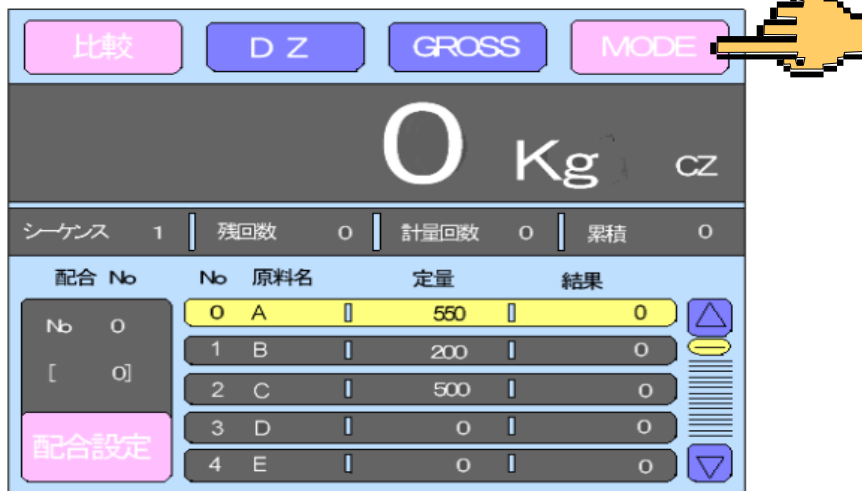 比較 DZ GROSS MODE
0 Kg CZ
シーケンス 1 残回数 0 計量回数 0 累積 0
配合 No No 原料名 定量 結果
No 0
[ 0]
配合設定
0 A 550 0
1 B 200 0
2 C 500 0
3 D 0 0
4 E 0 0